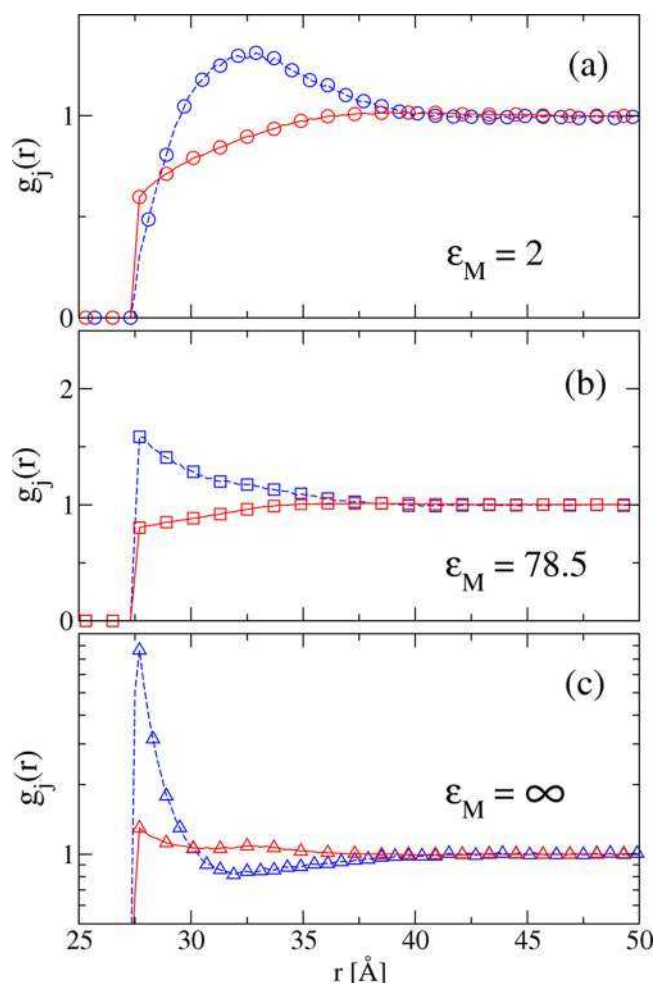 (a)
1
g_j(r)
ε_M = 2
0
(b)
2
g_j(r)
1
ε_M = 78.5
0
(c)
g_j(r)
ε_M = ∞
1
25 30 35 40 45 50
r [Å]